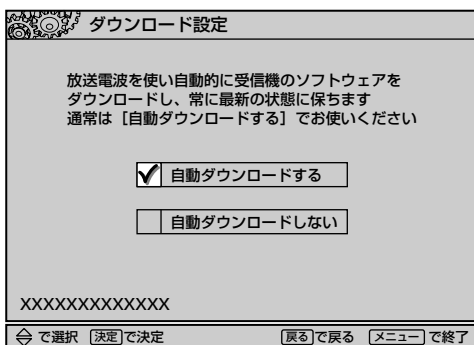 ダウンロード設定
放送電波を使い自動的に受信機のソフトウェアを
ダウンロードし、常に最新の状態に保ちます
通常は［自動ダウンロードする］でお使いください
自動ダウンロードする
自動ダウンロードしない
XXXXXXXXXXXXX
で選択 決定で決定 戻るで戻る メニューで終了